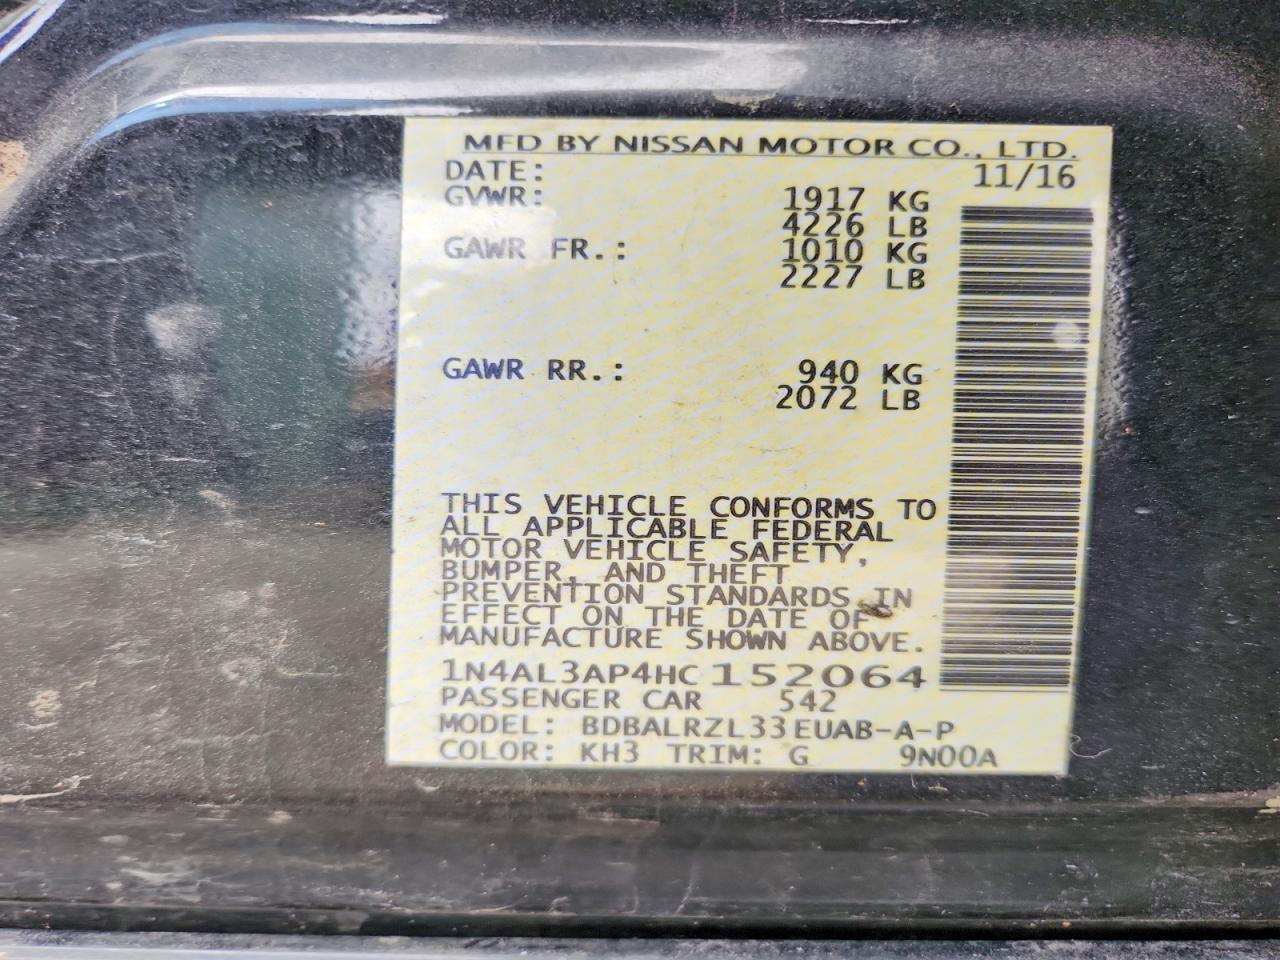 MFD BY NISSAN MOTOR CO., LTD.
DATE: 11/16
GVWR: 1917 KG
4226 LB
GAWR FR.: 1010 KG
2227 LB
GAWR RR.: 940 KG
2072 LB
THIS VEHICLE CONFORMS TO
ALL APPLICABLE FEDERAL
MOTOR VEHICLE SAFETY,
BUMPER, AND THEFT
PREVENTION STANDARDS IN
EFFECT ON THE DATE OF
MANUFACTURE SHOWN ABOVE.
1N4AL3AP4HC152064
PASSENGER CAR 542
MODEL: BDBALRZL33EUAB-A-P
COLOR: KH3 TRIM: G 9N00A